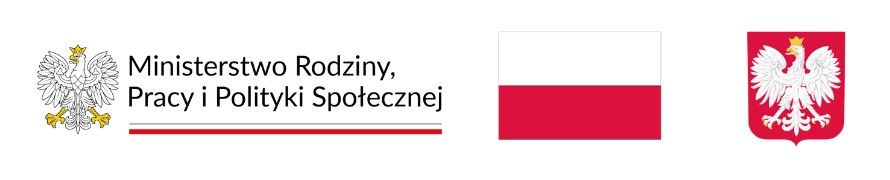 Ministerstwo Rodziny,
Pracy i Polityki Społecznej